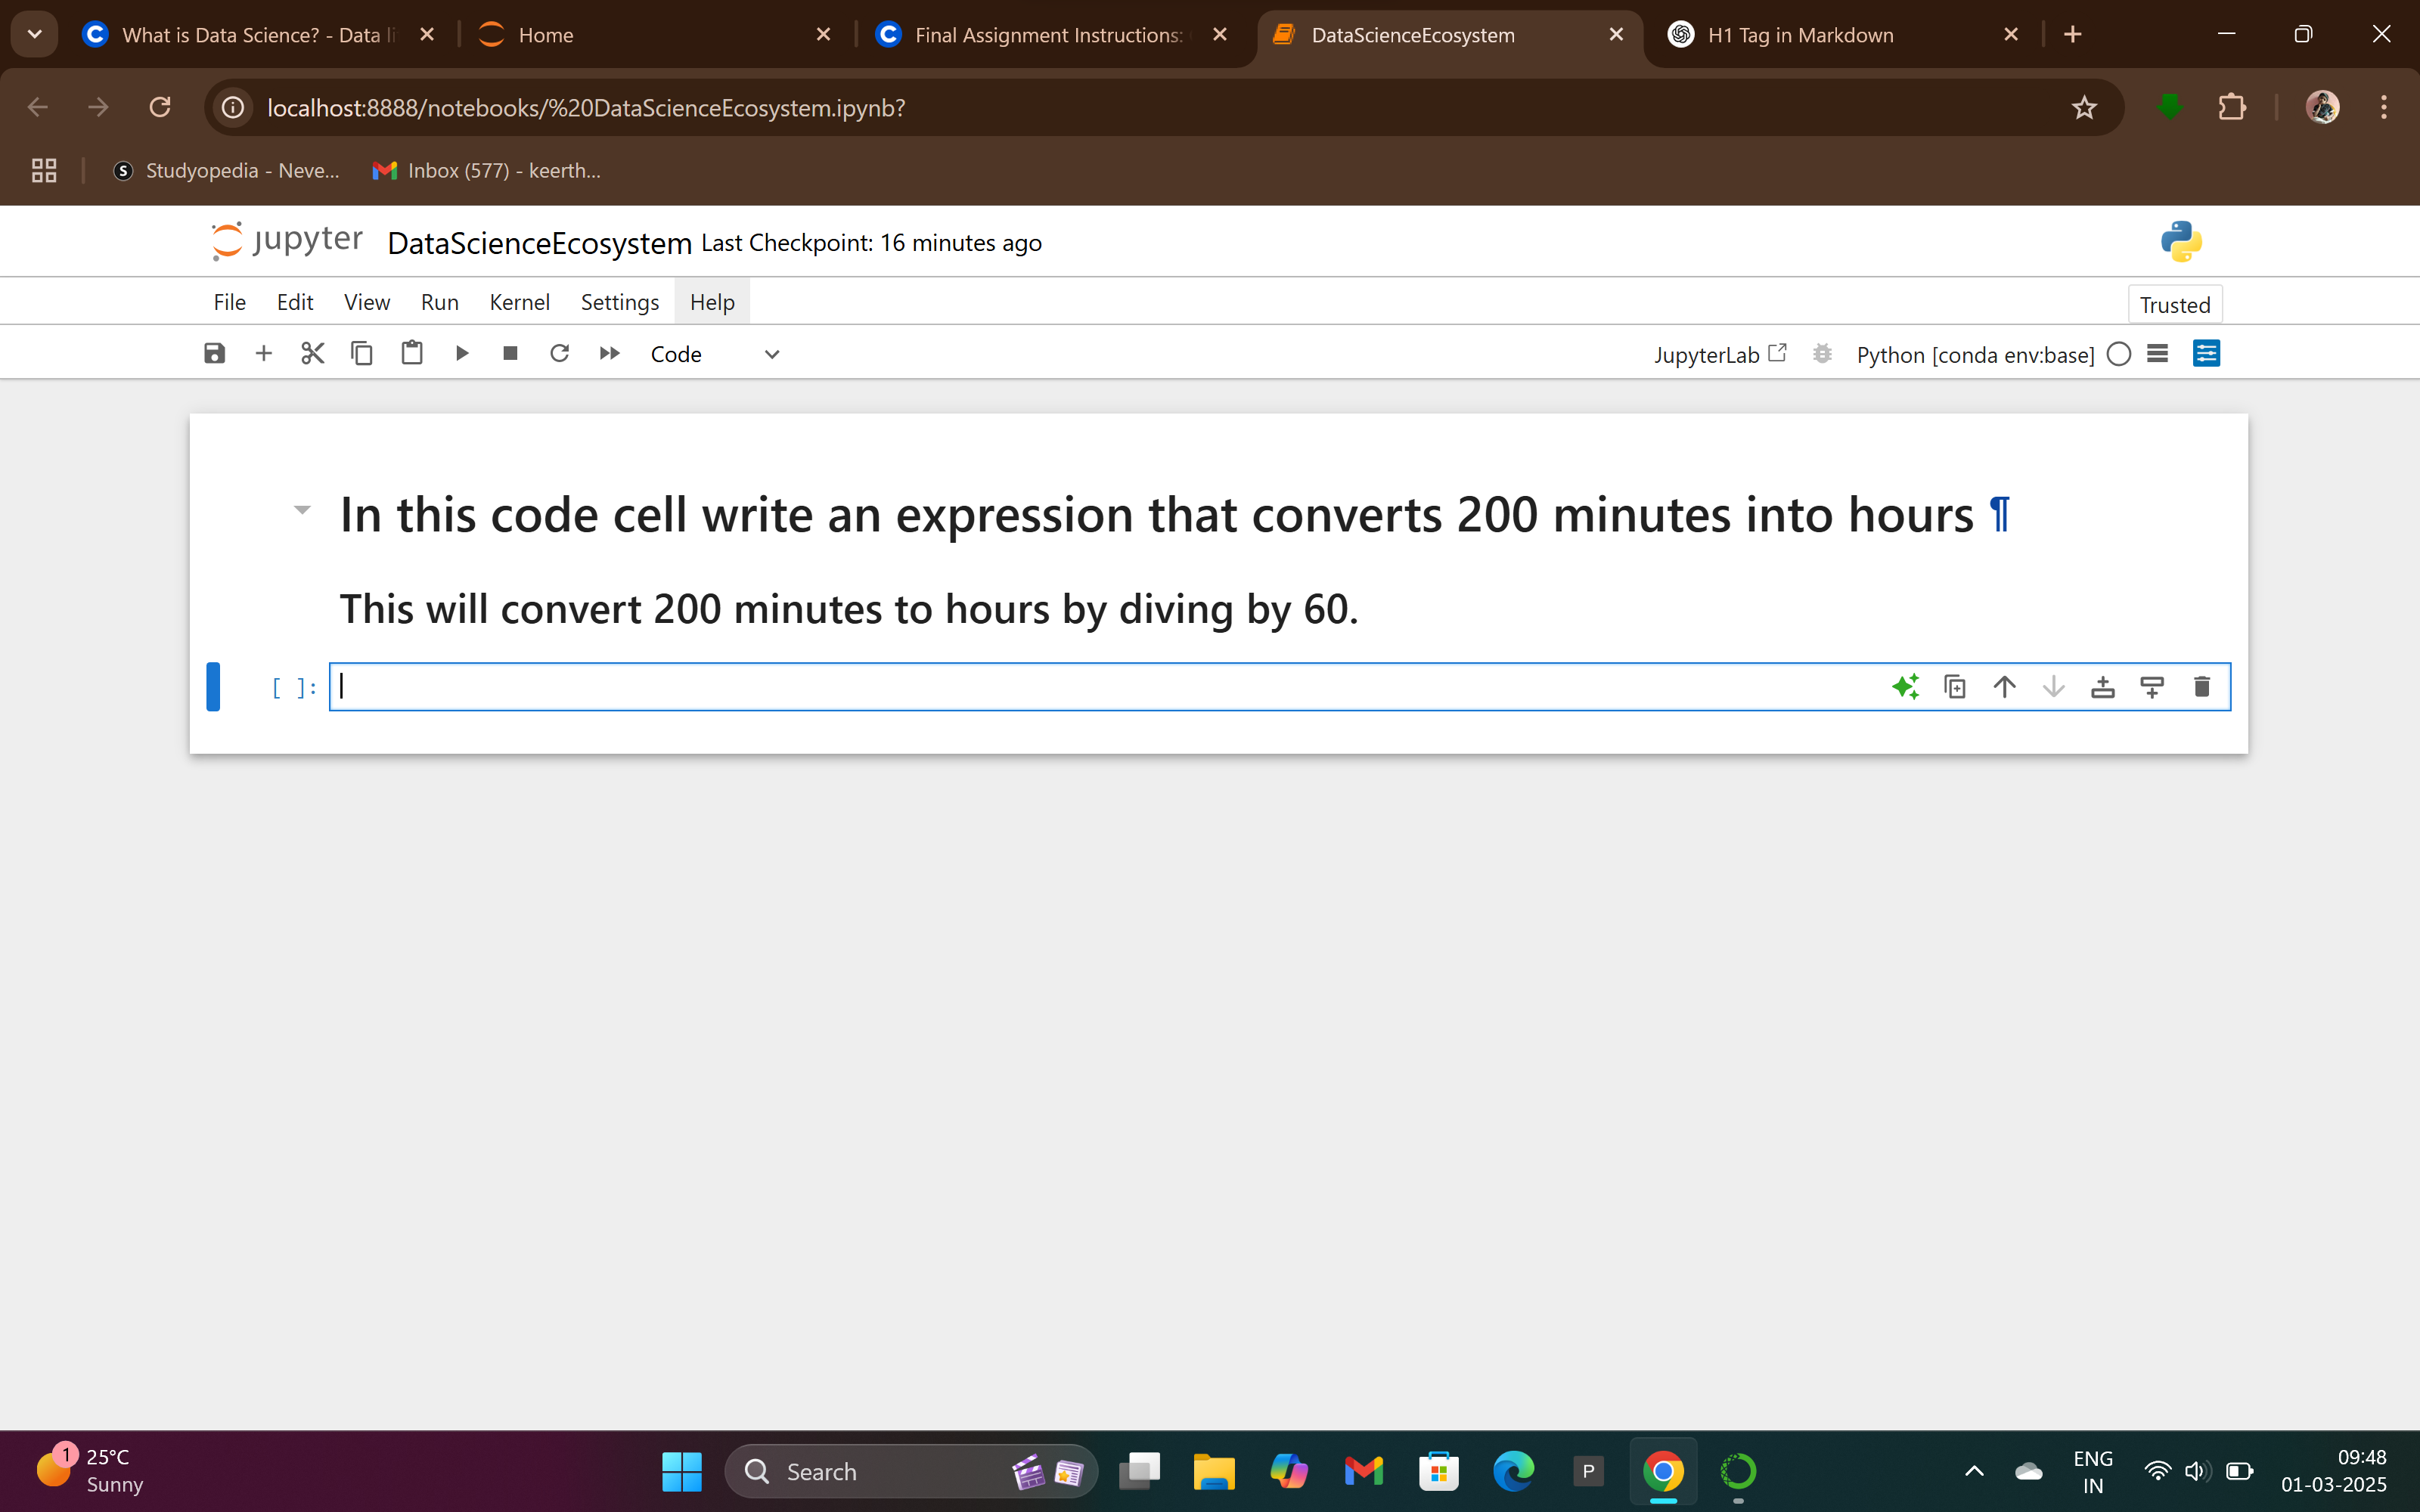 What is Data Science? - Data li
Home
Final Assignment Instructions:
DataScienceEcosystem
H1 Tag in Markdown
localhost:8888/notebooks/%20DataScienceEcosystem.ipynb?
Studyopedia - Neve...
Inbox (577) - keerth...
jupyter DataScienceEcosystem Last Checkpoint: 16 minutes ago
File Edit View Run Kernel Settings Help
Trusted
Code
JupyterLab
Python [conda env:base]
In this code cell write an expression that converts 200 minutes into hours ¶
This will convert 200 minutes to hours by diving by 60.
[ ]:
1
25°C
Sunny
Search
P
ENG
IN
09:48
01-03-2025